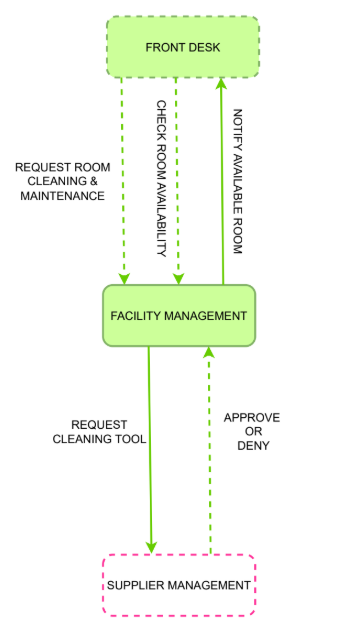 FRONT DESK
REQUEST ROOM
CLEANING &
MAINTENANCE
CHECK ROOM AVAILABILITY
NOTIFY AVAILABLE ROOM
FACILITY MANAGEMENT
REQUEST
CLEANING TOOL
APPROVE
OR
DENY
SUPPLIER MANAGEMENT